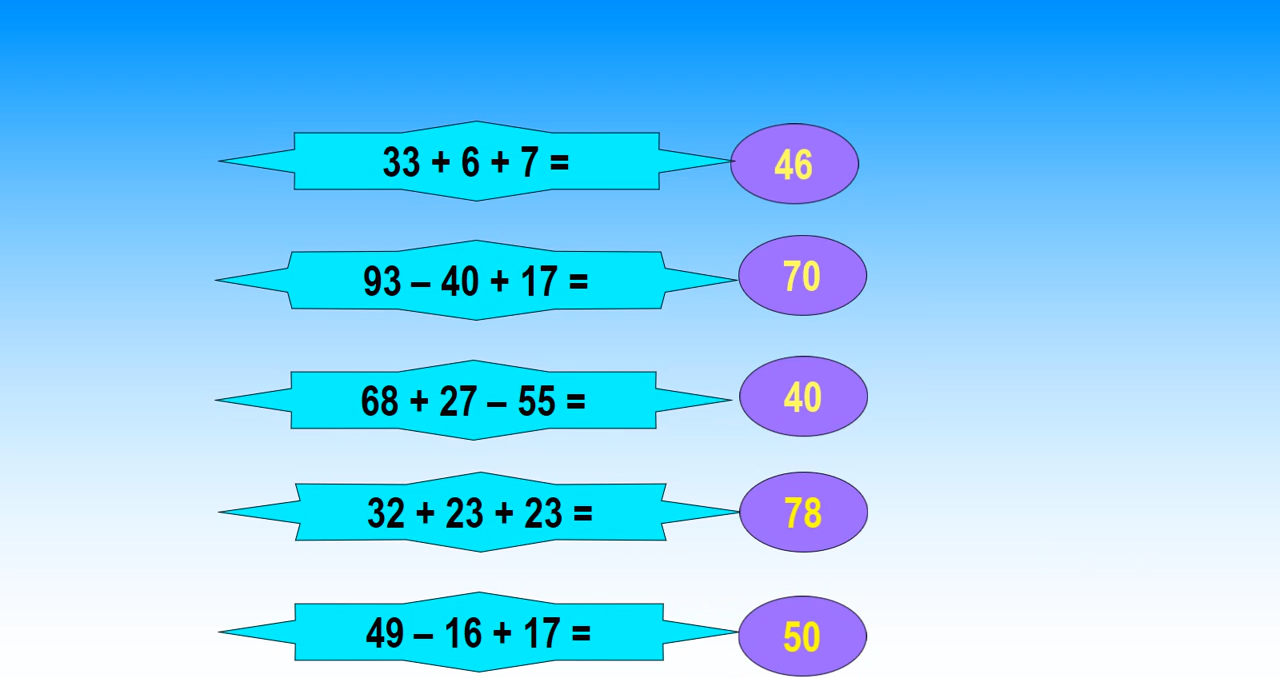 33 + 6 + 7 = 46
93 – 40 + 17 = 70
68 + 27 – 55 = 40
32 + 23 + 23 = 78
49 – 16 + 17 = 50